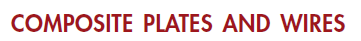 COMPOSITE PLATES AND WIRES